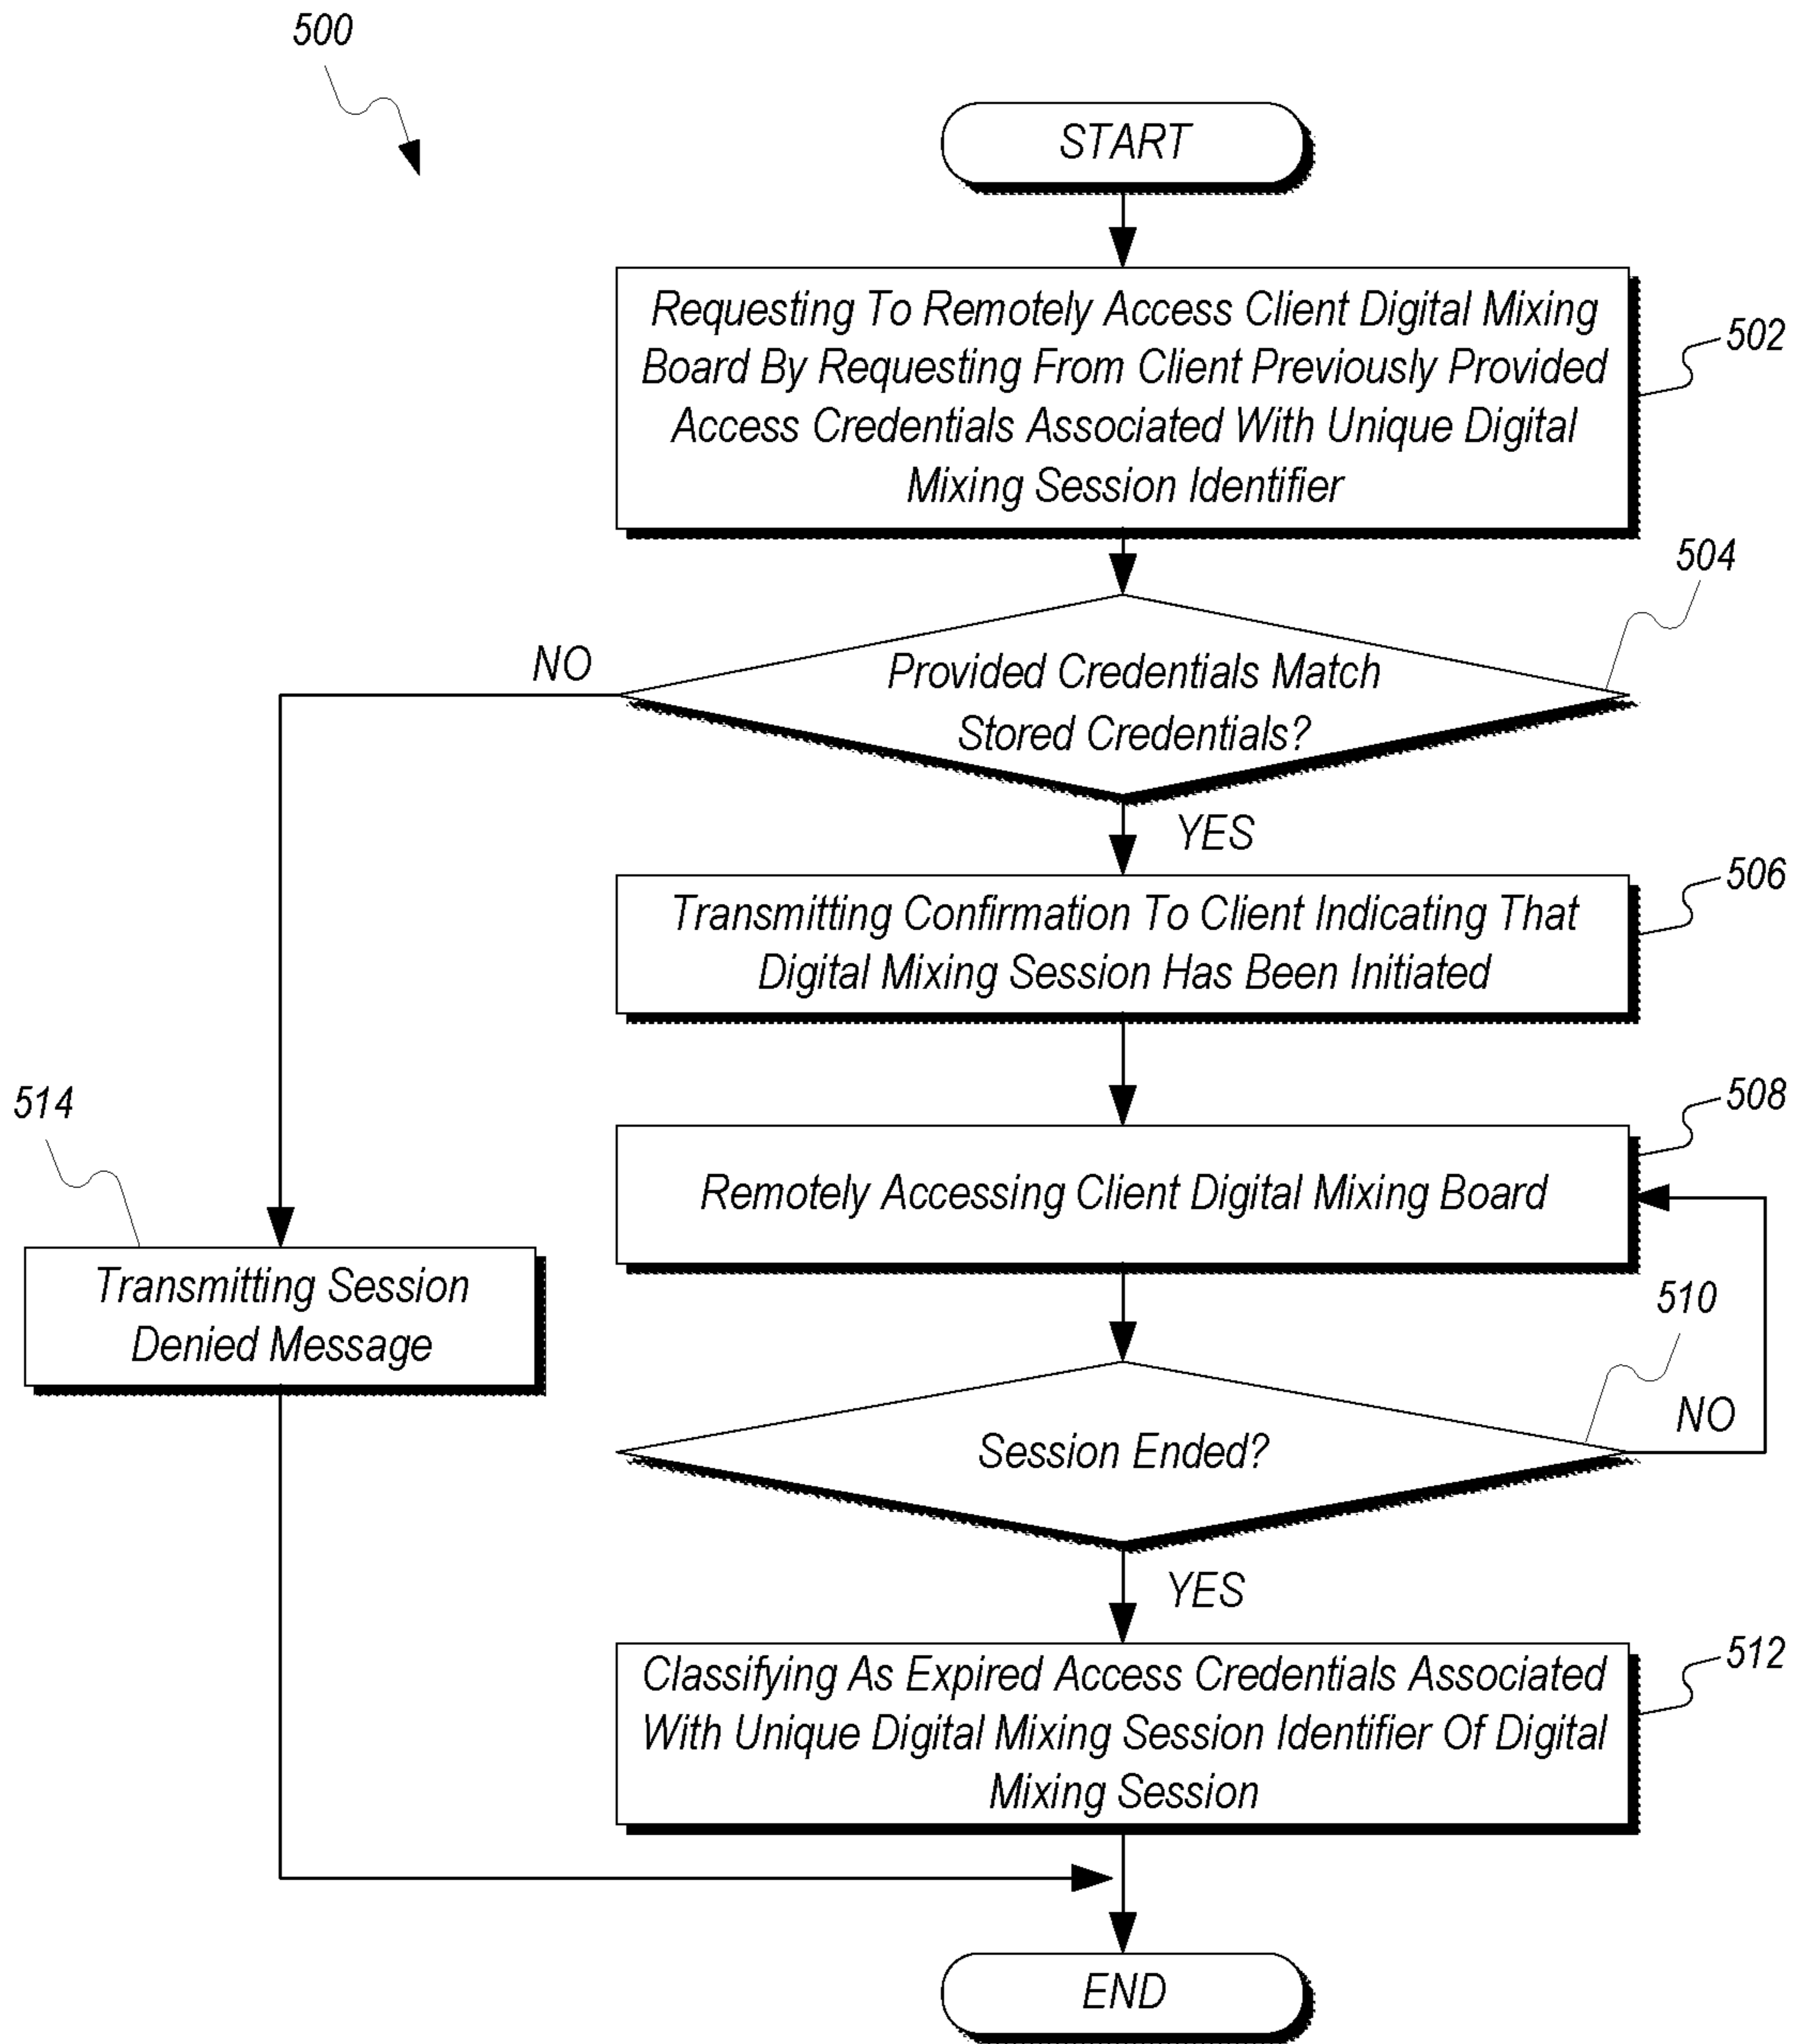 500
START
Requesting To Remotely Access Client Digital Mixing
Board By Requesting From Client Previously Provided
Access Credentials Associated With Unique Digital
Mixing Session Identifier
502
504
NO
Provided Credentials Match
Stored Credentials?
YES
506
Transmitting Confirmation To Client Indicating That
Digital Mixing Session Has Been Initiated
508
514
Remotely Accessing Client Digital Mixing Board
Transmitting Session
Denied Message
510
NO
Session Ended?
YES
512
Classifying As Expired Access Credentials Associated
With Unique Digital Mixing Session Identifier Of Digital
Mixing Session
END